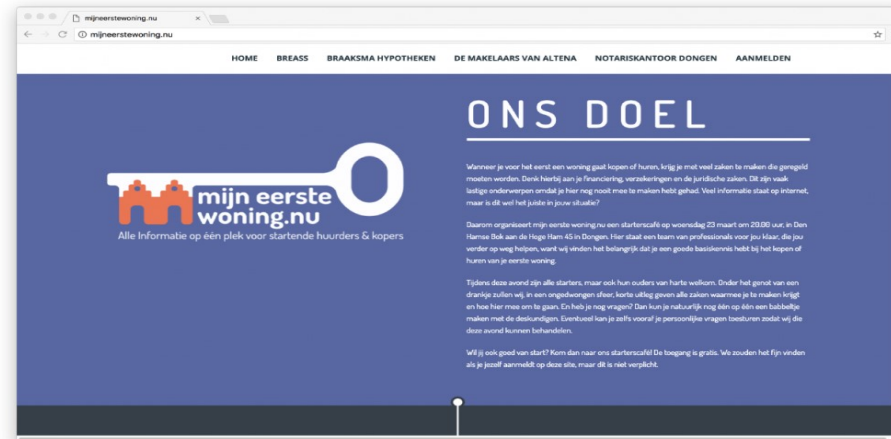 mijneerstewoning.nu
mijneerstewoning.nu
HOME BREASS BRAAKSMA HYPOTHEKEN DE MAKELAARS VAN ALTENA NOTARISKANTOOR DONGEN AANMELDEN
mijn eerste
woning.nu
Alle Informatie op één plek voor startende huurders & kopers
ONS DOEL
Wanneer je voor het eerst een woning gaat kopen of huren, krijg je met veel zaken te maken die geregeld
moeten werden. Denk hierbij aan je financiering, verzekeringen en de juridische zaken. Dit zijn vaak
lastige onderwerpen omdat je hier nog nooit mee te maken hebt gehad. Veel informatie staat op internet,
maar is dit wel het juiste in jouw situatie?
Daarom organiseert mijn eerste woning.nu een starterscafé op woensdag 23 maart om 20.00 uur, in Den
Hamse Bok aan de Hoge Ham 45 in Dongen. Hier staat een team van professionals voor jou klaar, die jou
verder op weg helpen, want wij vinden het belangrijk dat je een goede basiskennis hebt bij het kopen of
huren van je eerste woning.
Tijdens deze avond zijn alle starters, maar ook hun ouders van harte welkom. Onder het genot van een
drankje zullen wij, in een ongedwongen sfeer, korte uitleg geven alle zaken waarmee je te maken krijgt
en hoe hier mee om te gaan. En heb je nog vragen? Dan kun je natuurlijk nog één op één een babbeltje
maken met de deskundigen. Eventueel kan je zelfs vooraf je persoonlijke vragen toesturen zodat wij die
deze avond kunnen behandelen.
Wil jij ook goed van start? Kom dan naar ons starterscafé! De toegang is gratis. We zouden het fijn vinden
als je jezelf aanmeldt op deze site, maar dit is niet verplicht.